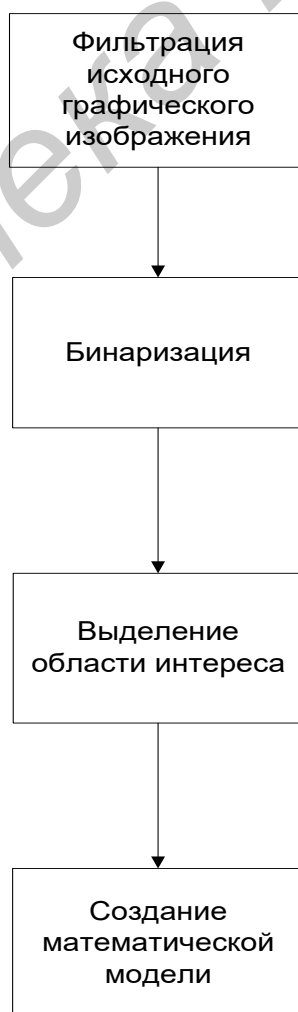 Фильтрация
исходного
графического
изображения
Бинаризация
Выделение
области интереса
Создание
математической
модели